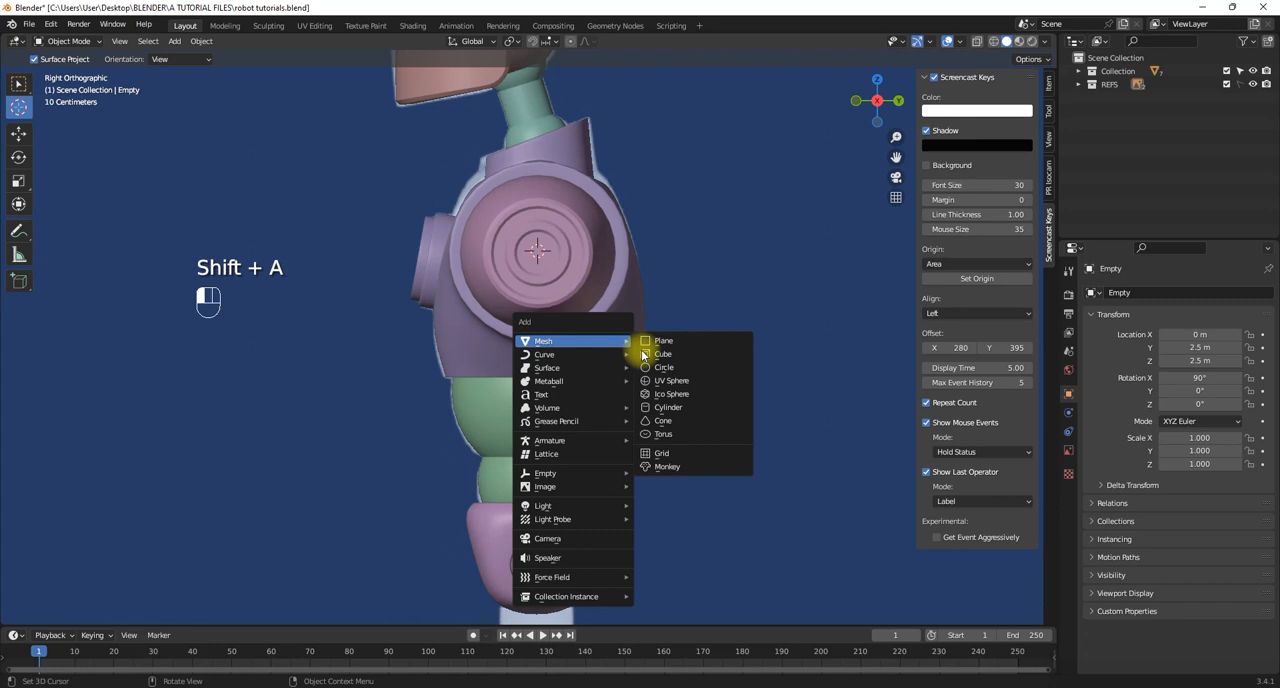 Blender* [C:\Users\User\Desktop\BLENDER\A TUTORIAL FILES\robot tutorials.blend]
File Edit Render Window Help Layout Modeling Sculpting UV Editing Texture Paint Shading Animation Rendering Compositing Geometry Nodes Scripting + Scene ViewLayer
Object Mode View Select Add Object Global
Surface Project Orientation: View Options
Right Orthographic
(1) Scene Collection | Empty
10 Centimeters
Z
Y
X
Shift + A
Add
Mesh
Curve
Surface
Metaball
Text
Volume
Grease Pencil
Armature
Lattice
Empty
Image
Light
Light Probe
Camera
Speaker
Force Field
Collection Instance
Plane
Cube
Circle
UV Sphere
Ico Sphere
Cylinder
Cone
Torus
Grid
Monkey
Screencast Keys
Color:
Shadow
Background
Font Size 30
Margin 0
Line Thickness 1.00
Mouse Size 35
Origin:
Area
Set Origin
Align:
Left
Offset:
X 280 Y 395
Display Time 5.00
Max Event History 5
Repeat Count
Show Mouse Events
Mode:
Hold Status
Show Last Operator
Mode:
Label
Experimental:
Get Event Aggressively
Item
Tool
View
PR Isocam
Screencast Keys
Scene Collection
Collection 7
REFS 2
Empty
Empty
Transform
Location X 0 m
Y 2.5 m
Z 2.5 m
Rotation X 90°
Y 0°
Z 0°
Mode XYZ Euler
Scale X 1.000
Y 1.000
Z 1.000
Delta Transform
Relations
Collections
Instancing
Motion Paths
Visibility
Viewport Display
Custom Properties
Playback Keying View Marker 1 Start 1 End 250
1 10 20 30 40 50 60 70 80 90 100 110 120 130 140 150 160 170 180 190 200 210 220 230 240 250
Set 3D Cursor Rotate View Object Context Menu 3.4.1